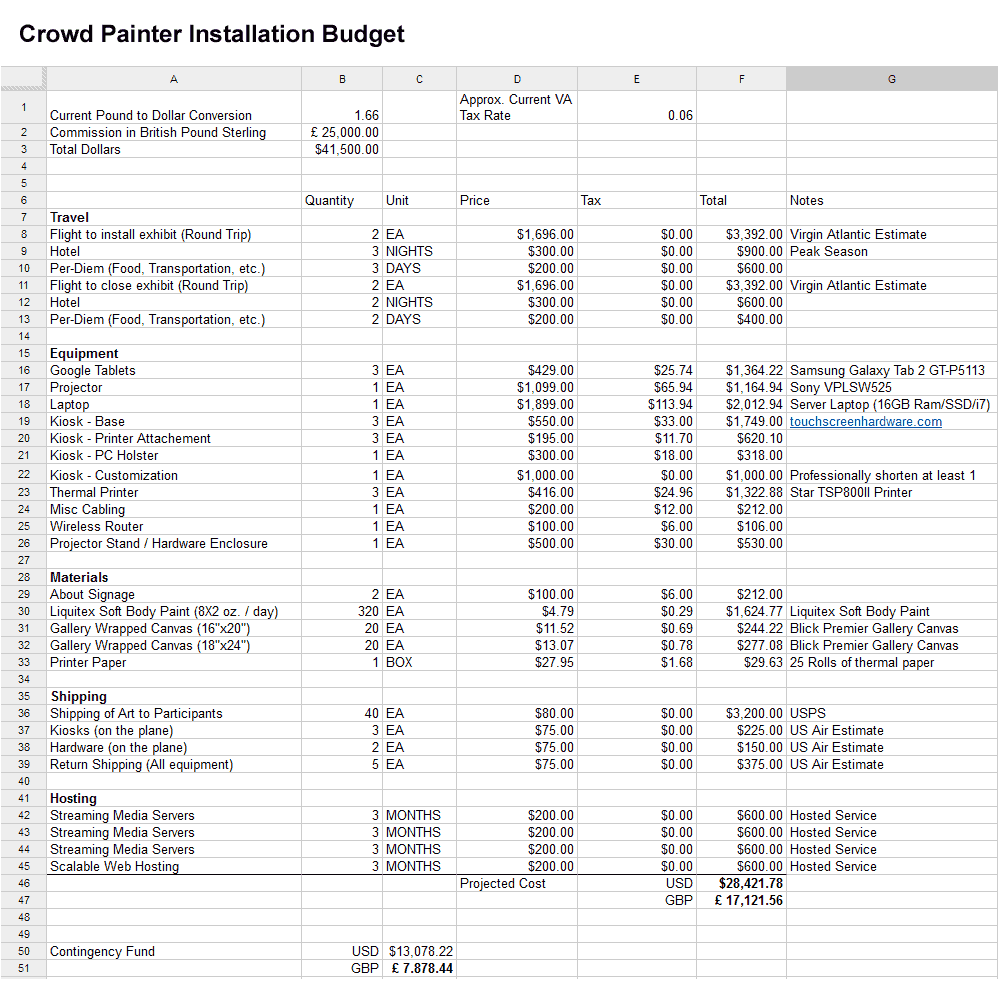 Crowd Painter Installation Budget
A B C D E F G
1 Current Pound to Dollar Conversion 1.66 Approx. Current VA Tax Rate 0.06
2 Commission in British Pound Sterling £ 25,000.00
3 Total Dollars $41,500.00
4
5
6 Quantity Unit Price Tax Total Notes
7 Travel
8 Flight to install exhibit (Round Trip) 2 EA $1,696.00 $0.00 $3,392.00 Virgin Atlantic Estimate
9 Hotel 3 NIGHTS $300.00 $0.00 $900.00 Peak Season
10 Per-Diem (Food, Transportation, etc.) 3 DAYS $200.00 $0.00 $600.00
11 Flight to close exhibit (Round Trip) 2 EA $1,696.00 $0.00 $3,392.00 Virgin Atlantic Estimate
12 Hotel 2 NIGHTS $300.00 $0.00 $600.00
13 Per-Diem (Food, Transportation, etc.) 2 DAYS $200.00 $0.00 $400.00
14
15 Equipment
16 Google Tablets 3 EA $429.00 $25.74 $1,364.22 Samsung Galaxy Tab 2 GT-P5113
17 Projector 1 EA $1,099.00 $65.94 $1,164.94 Sony VPLSW525
18 Laptop 1 EA $1,899.00 $113.94 $2,012.94 Server Laptop (16GB Ram/SSD/i7)
19 Kiosk - Base 3 EA $550.00 $33.00 $1,749.00 touchscreenhardware.com
20 Kiosk - Printer Attachement 3 EA $195.00 $11.70 $620.10
21 Kiosk - PC Holster 1 EA $300.00 $18.00 $318.00
22 Kiosk - Customization 1 EA $1,000.00 $0.00 $1,000.00 Professionally shorten at least 1
23 Thermal Printer 3 EA $416.00 $24.96 $1,322.88 Star TSP800II Printer
24 Misc Cabling 1 EA $200.00 $12.00 $212.00
25 Wireless Router 1 EA $100.00 $6.00 $106.00
26 Projector Stand / Hardware Enclosure 1 EA $500.00 $30.00 $530.00
27
28 Materials
29 About Signage 2 EA $100.00 $6.00 $212.00
30 Liquitex Soft Body Paint (8X2 oz. / day) 320 EA $4.79 $0.29 $1,624.77 Liquitex Soft Body Paint
31 Gallery Wrapped Canvas (16"x20") 20 EA $11.52 $0.69 $244.22 Blick Premier Gallery Canvas
32 Gallery Wrapped Canvas (18"x24") 20 EA $13.07 $0.78 $277.08 Blick Premier Gallery Canvas
33 Printer Paper 1 BOX $27.95 $1.68 $29.63 25 Rolls of thermal paper
34
35 Shipping
36 Shipping of Art to Participants 40 EA $80.00 $0.00 $3,200.00 USPS
37 Kiosks (on the plane) 3 EA $75.00 $0.00 $225.00 US Air Estimate
38 Hardware (on the plane) 2 EA $75.00 $0.00 $150.00 US Air Estimate
39 Return Shipping (All equipment) 5 EA $75.00 $0.00 $375.00 US Air Estimate
40
41 Hosting
42 Streaming Media Servers 3 MONTHS $200.00 $0.00 $600.00 Hosted Service
43 Streaming Media Servers 3 MONTHS $200.00 $0.00 $600.00 Hosted Service
44 Streaming Media Servers 3 MONTHS $200.00 $0.00 $600.00 Hosted Service
45 Scalable Web Hosting 3 MONTHS $200.00 $0.00 $600.00 Hosted Service
46 Projected Cost USD $28,421.78
47 GBP £ 17,121.56
48
49
50 Contingency Fund USD $13,078.22
51 GBP £ 7.878.44